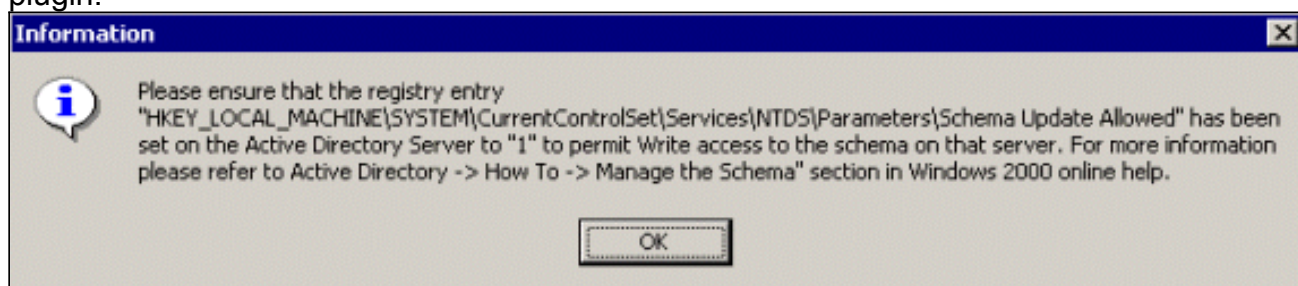 plugin.
Information
Please ensure that the registry entry
"HKEY_LOCAL_MACHINE\SYSTEM\CurrentControlSet\Services\NTDS\Parameters\Schema Update Allowed" has been
set on the Active Directory Server to "1" to permit Write access to the schema on that server. For more information
please refer to Active Directory -> How To -> Manage the Schema" section in Windows 2000 online help.
OK